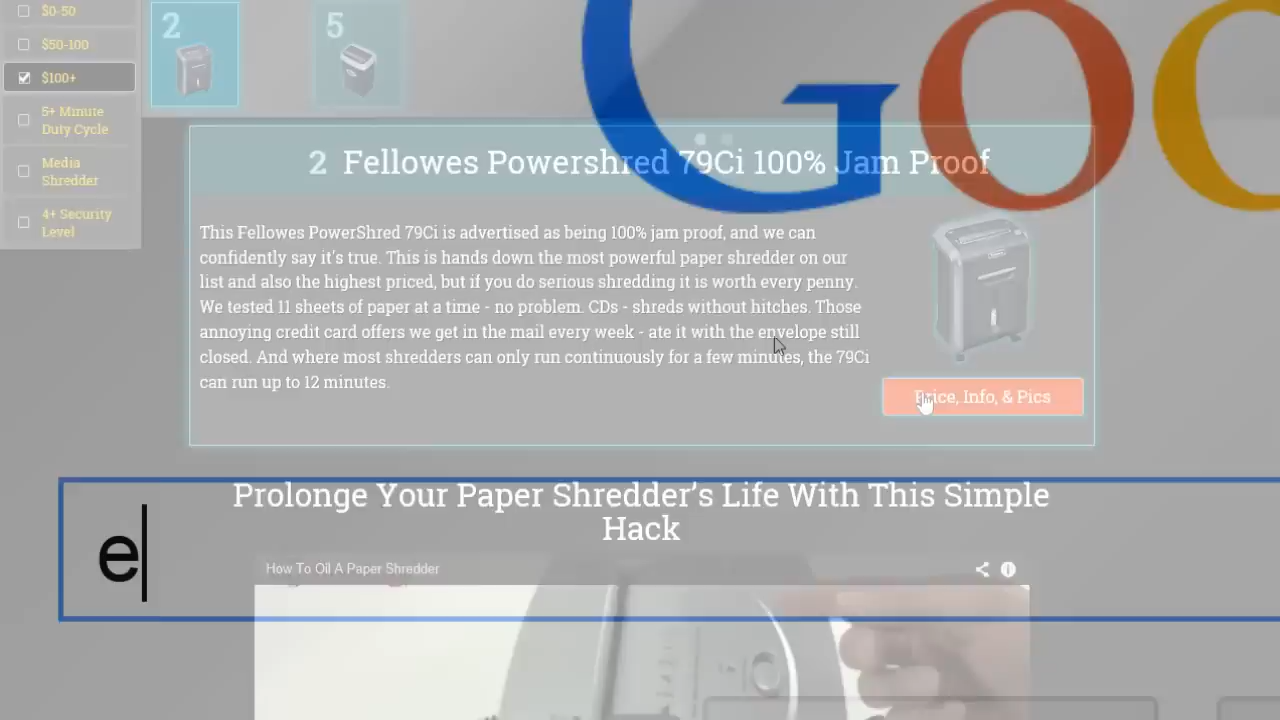 $0-50
$50-100
$100+
5+ Minute
Duty Cycle
Media
Shredder
4+ Security
Level
2
5
GOO
2 Fellowes Powershred 79Ci 100% Jam Proof
This Fellowes PowerShred 79Ci is advertised as being 100% jam proof, and we can
confidently say it's true. This is hands down the most powerful paper shredder on our
list and also the highest priced, but if you do serious shredding it is worth every penny.
We tested 11 sheets of paper at a time - no problem. CDs - shreds without hitches. Those
annoying credit card offers we get in the mail every week - ate it with the envelope still
closed. And where most shredders can only run continuously for a few minutes, the 79Ci
can run up to 12 minutes.
Price, Info, & Pics
Prolonge Your Paper Shredder's Life With This Simple
Hack
e
How To Oil A Paper Shredder